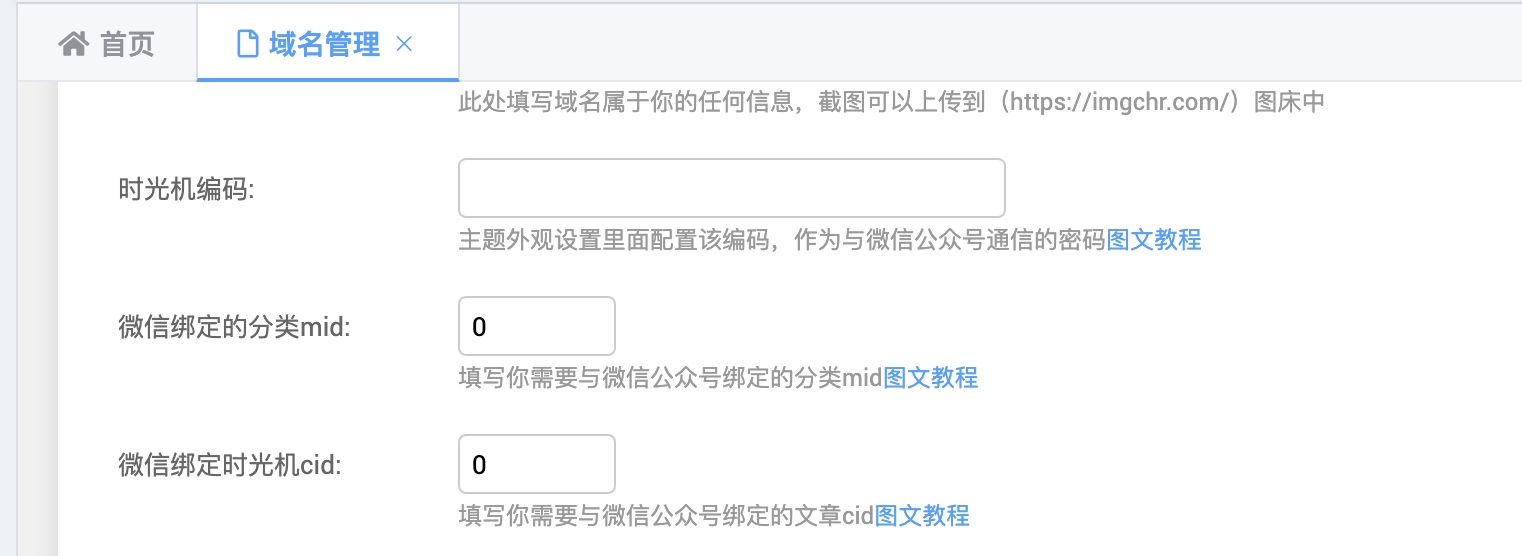 首页
域名管理
此处填写域名属于你的任何信息，截图可以上传到（https://imgchr.com/）图床中
时光机编码:
主题外观设置里面配置该编码，作为与微信公众号通信的密码图文教程
微信绑定的分类mid:
0
填写你需要与微信公众号绑定的分类mid图文教程
微信绑定时光机cid:
0
填写你需要与微信公众号绑定的文章cid图文教程